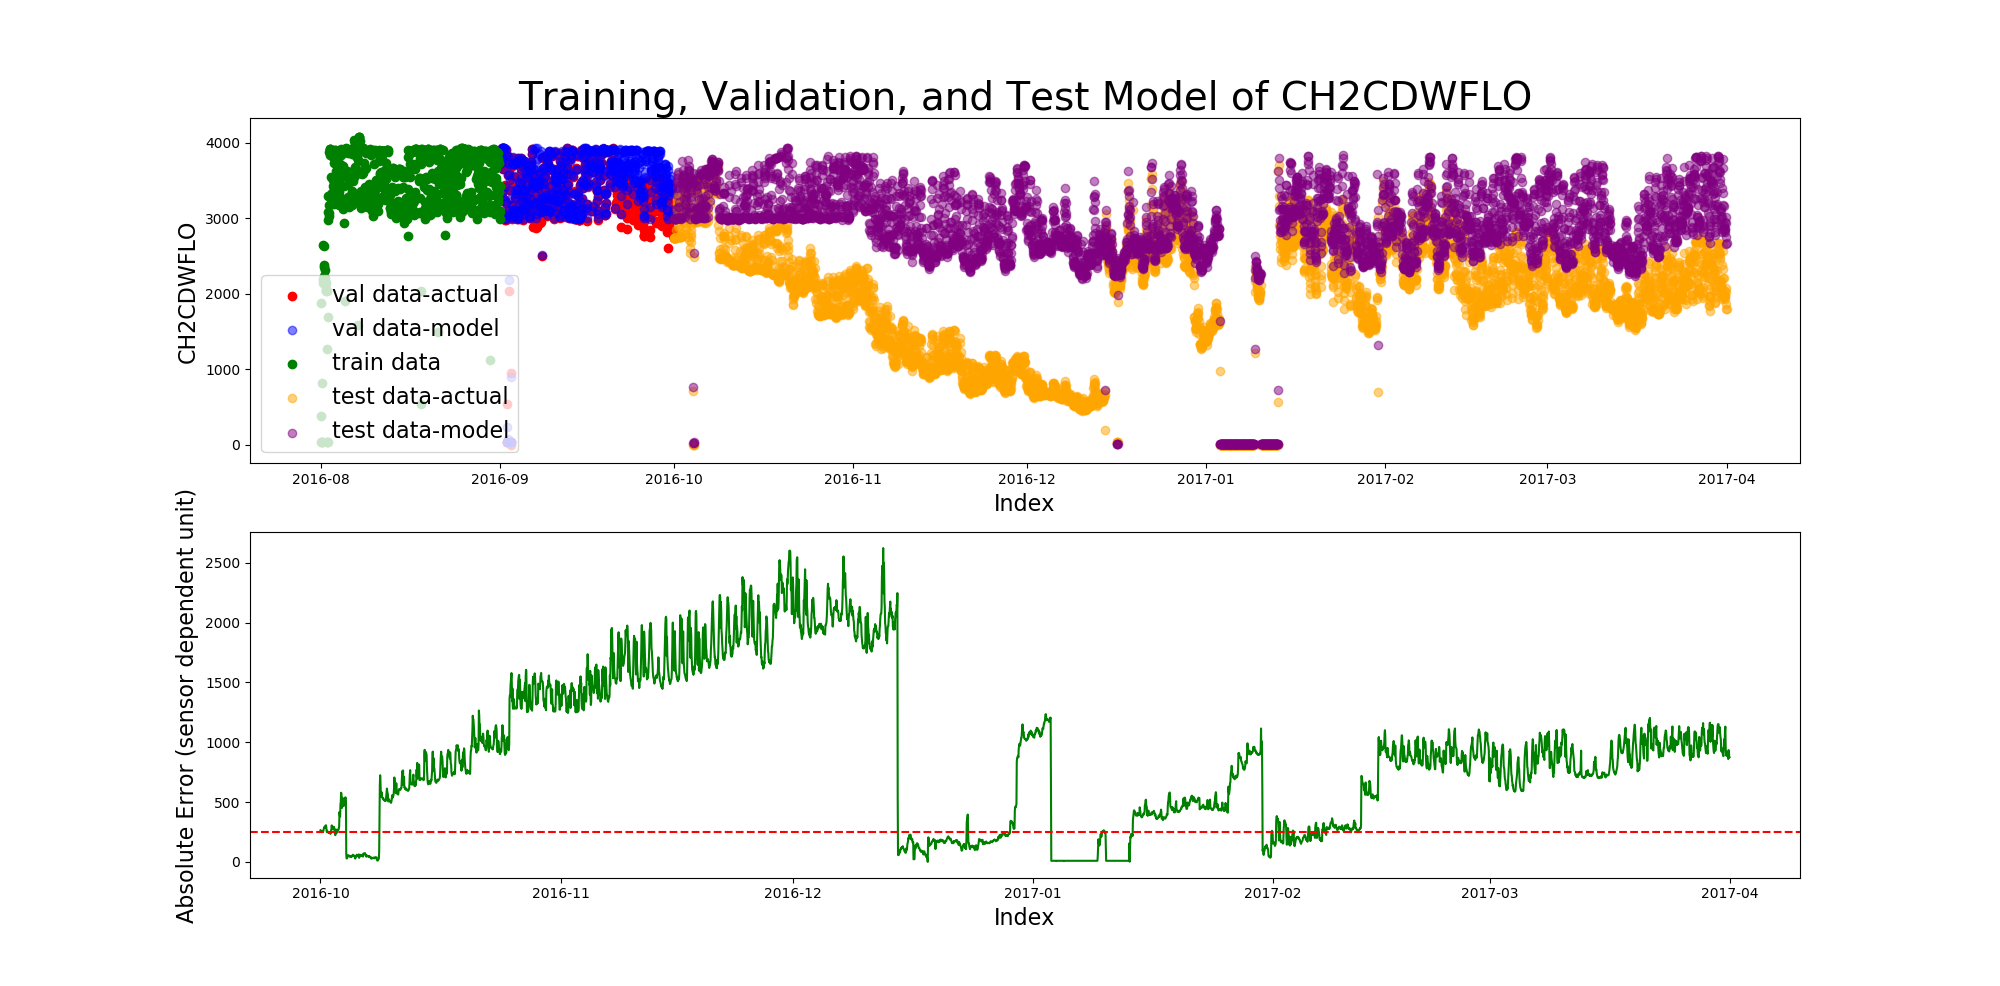 Training, Validation, and Test Model of CH2CDWFLO
CH2CDWFLO
4000
3000
2000
1000
0
val data-actual
val data-model
train data
test data-actual
test data-model
2016-08 2016-09 2016-10 2016-11 2016-12 2017-01 2017-02 2017-03 2017-04
Index
Absolute Error (sensor dependent unit)
2500
2000
1500
1000
500
0
2016-10 2016-11 2016-12 2017-01 2017-02 2017-03 2017-04
Index